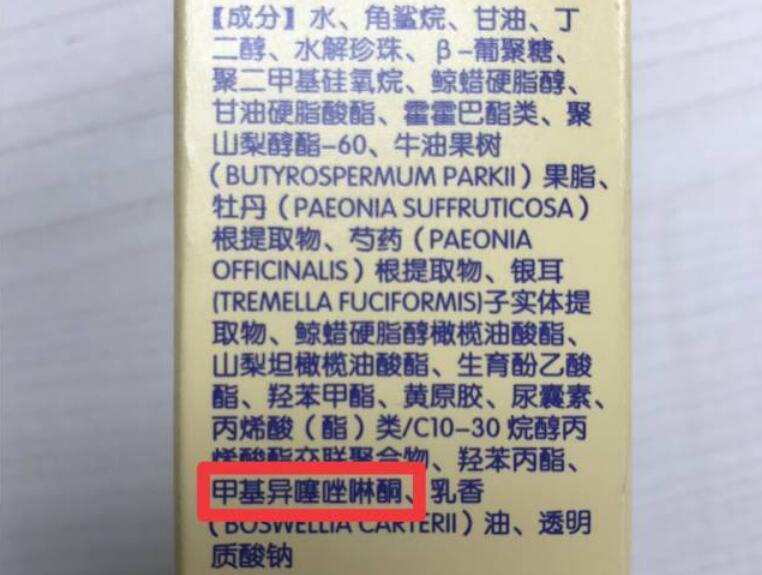 【成分】水、角鲨烷、甘油、丁
二醇、水解珍珠、β-葡聚糖、
聚二甲基硅氧烷、鲸蜡硬脂醇、
甘油硬脂酸酯、霍霍巴酯类、聚
山梨醇酯-60、牛油果树
(BUTYROSPERMUM PARKII)果脂、
牡丹(PAEONIA SUFFRUTICOSA)
根提取物、芍药(PAEONIA
OFFICINALIS)根提取物、银耳
(TREMELLA FUCIFORMIS)子实体提
取物、鲸蜡硬脂醇橄榄油酸酯、
山梨坦橄榄油酸酯、生育酚乙酸
酯、羟苯甲酯、黄原胶、尿囊素、
丙烯酸(酯)类/C10-30 烷醇丙
烯酸酯交联聚合物、羟苯丙酯、
甲基异噻唑啉酮、乳香
(BOSWELLIA CARTERII)油、透明
质酸钠